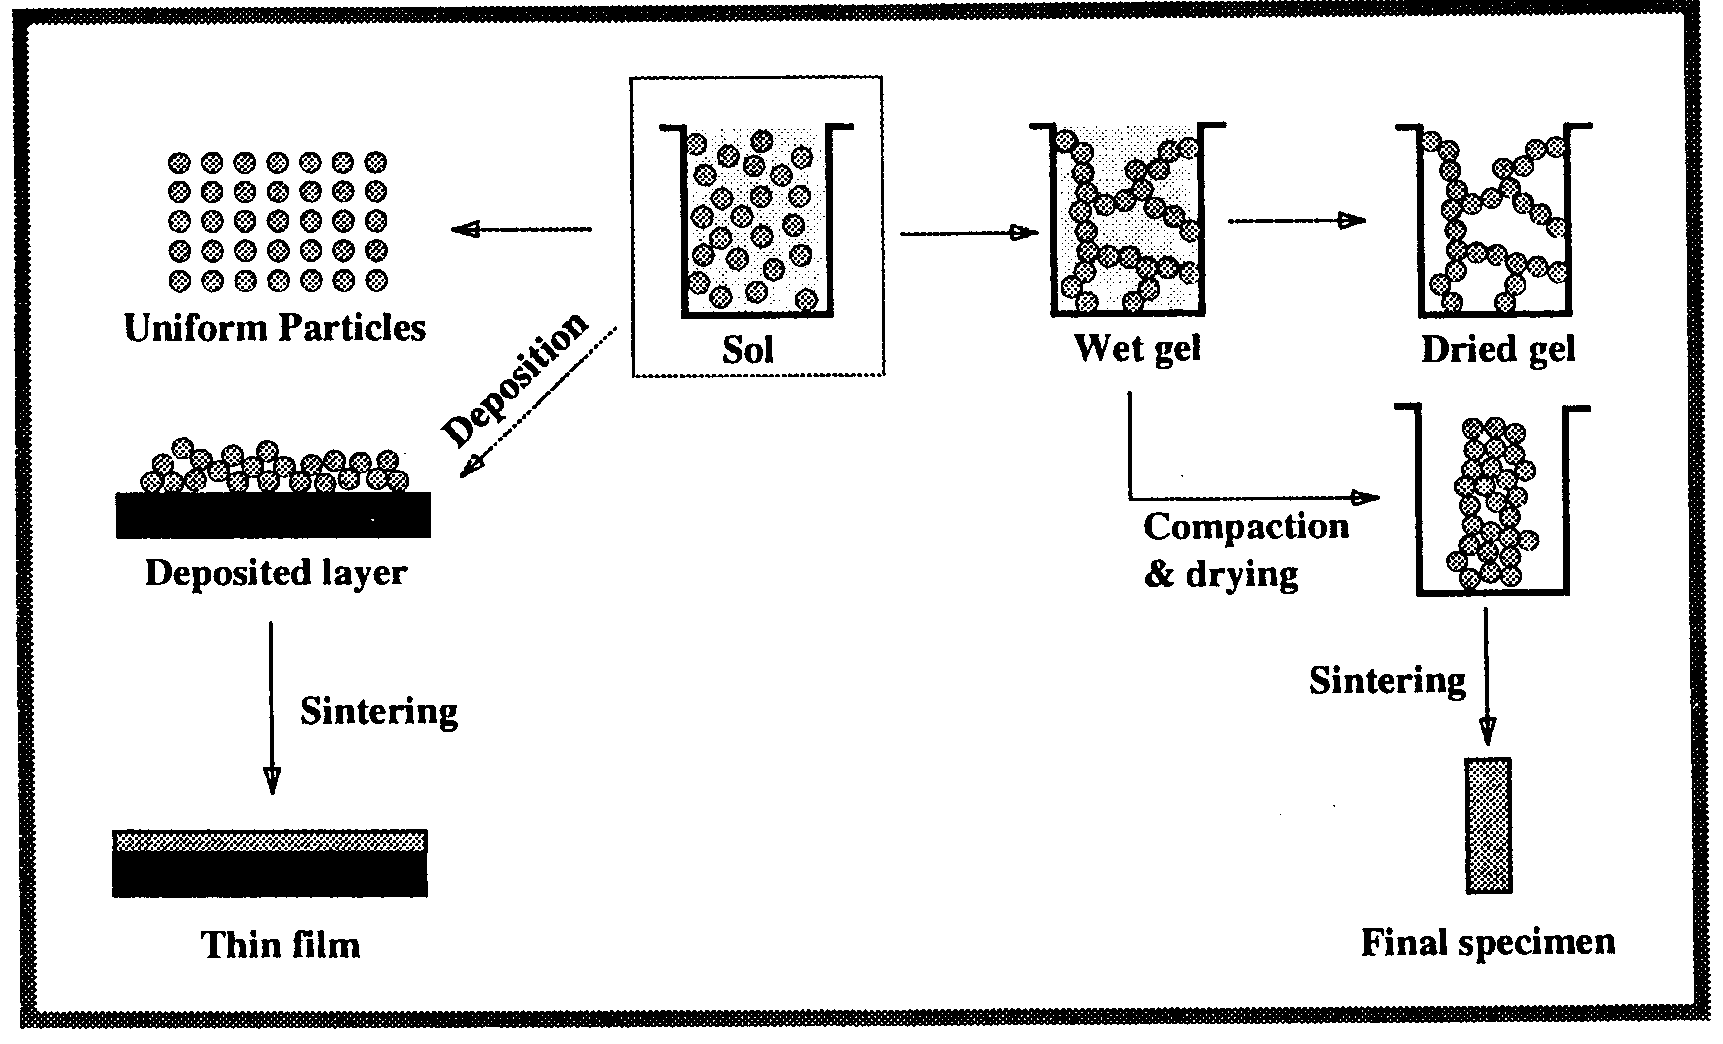 Uniform Particles
Sol
Wet gel
Dried gel
Deposition
Deposited layer
Compaction
& drying
Sintering
Sintering
Thin film
Final specimen